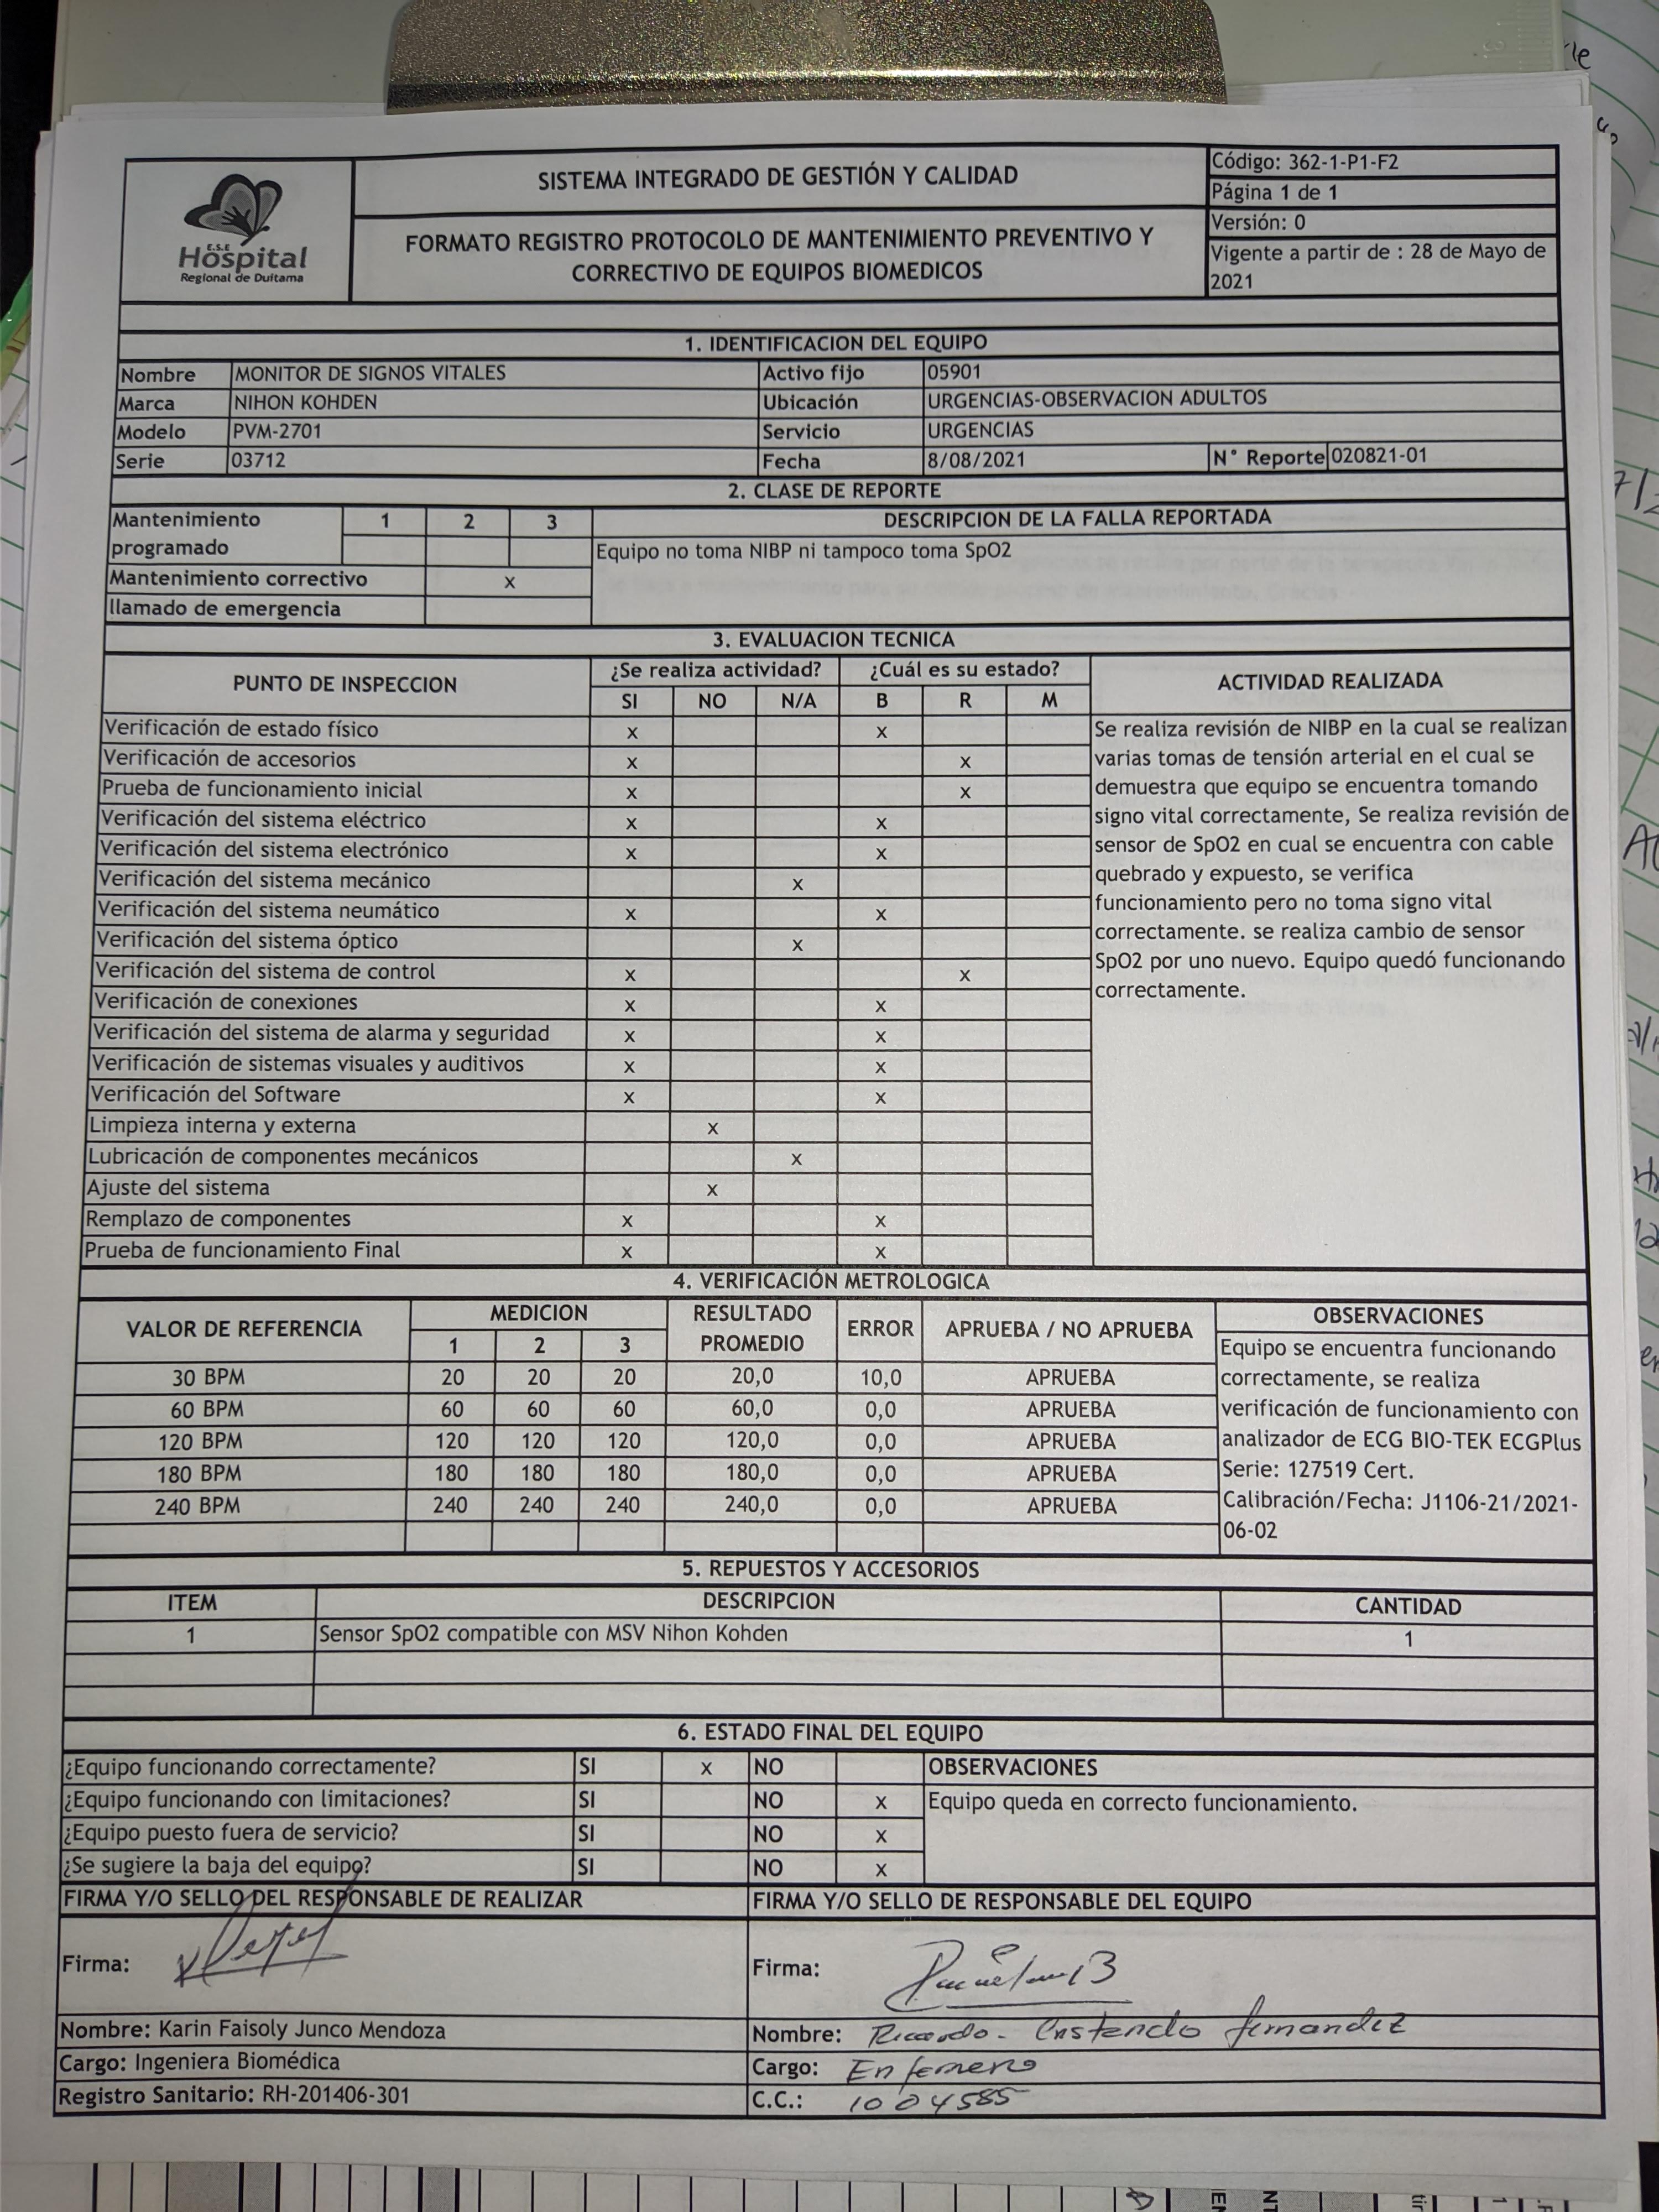 E.S.E
Hospital
Regional de Duitama
SISTEMA INTEGRADO DE GESTIÓN Y CALIDAD
FORMATO REGISTRO PROTOCOLO DE MANTENIMIENTO PREVENTIVO Y
CORRECTIVO DE EQUIPOS BIOMEDICOS
Código: 362-1-P1-F2
Página 1 de 1
Versión: 0
Vigente a partir de : 28 de Mayo de
2021
1. IDENTIFICACION DEL EQUIPO
Nombre MONITOR DE SIGNOS VITALES Activo fijo 05901
Marca NIHON KOHDEN Ubicación URGENCIAS-OBSERVACION ADULTOS
Modelo PVM-2701 Servicio URGENCIAS
Serie 03712 Fecha 8/08/2021 N° Reporte 020821-01
2. CLASE DE REPORTE
Mantenimiento
programado
1 2 3
Mantenimiento correctivo x
llamado de emergencia
DESCRIPCION DE LA FALLA REPORTADA
Equipo no toma NIBP ni tampoco toma SpO2
3. EVALUACION TECNICA
PUNTO DE INSPECCION ¿Se realiza actividad? ¿Cuál es su estado? ACTIVIDAD REALIZADA
SI NO N/A B R M
Verificación de estado físico x x
Verificación de accesorios x x
Prueba de funcionamiento inicial x x
Verificación del sistema eléctrico x x
Verificación del sistema electrónico x x
Verificación del sistema mecánico x
Verificación del sistema neumático x x
Verificación del sistema óptico x
Verificación del sistema de control x x
Verificación de conexiones x x
Verificación del sistema de alarma y seguridad x x
Verificación de sistemas visuales y auditivos x x
Verificación del Software x x
Limpieza interna y externa x
Lubricación de componentes mecánicos x
Ajuste del sistema x
Remplazo de componentes x x
Prueba de funcionamiento Final x x
Se realiza revisión de NIBP en la cual se realizan
varias tomas de tensión arterial en el cual se
demuestra que equipo se encuentra tomando
signo vital correctamente, Se realiza revisión de
sensor de SpO2 en cual se encuentra con cable
quebrado y expuesto, se verifica
funcionamiento pero no toma signo vital
correctamente. se realiza cambio de sensor
SpO2 por uno nuevo. Equipo quedó funcionando
correctamente.
4. VERIFICACIÓN METROLOGICA
VALOR DE REFERENCIA MEDICION RESULTADO PROMEDIO ERROR APRUEBA / NO APRUEBA OBSERVACIONES
1 2 3
30 BPM 20 20 20 20,0 10,0 APRUEBA
60 BPM 60 60 60 60,0 0,0 APRUEBA
120 BPM 120 120 120 120,0 0,0 APRUEBA
180 BPM 180 180 180 180,0 0,0 APRUEBA
240 BPM 240 240 240 240,0 0,0 APRUEBA
Equipo se encuentra funcionando
correctamente, se realiza
verificación de funcionamiento con
analizador de ECG BIO-TEK ECGPlus
Serie: 127519 Cert.
Calibración/Fecha: J1106-21/2021-
06-02
5. REPUESTOS Y ACCESORIOS
ITEM DESCRIPCION CANTIDAD
1 Sensor SpO2 compatible con MSV Nihon Kohden 1
6. ESTADO FINAL DEL EQUIPO
¿Equipo funcionando correctamente? SI x NO
¿Equipo funcionando con limitaciones? SI NO x
¿Equipo puesto fuera de servicio? SI NO x
¿Se sugiere la baja del equipo? SI NO x
OBSERVACIONES
Equipo queda en correcto funcionamiento.
FIRMA Y/O SELLO DEL RESPONSABLE DE REALIZAR
FIRMA Y/O SELLO DE RESPONSABLE DEL EQUIPO
Firma:
Firma:
Nombre: Karin Faisoly Junco Mendoza
Cargo: Ingeniera Biomédica
Registro Sanitario: RH-201406-301
Nombre: Ricardo
Cargo: Enfermero
C.C.: 1004585